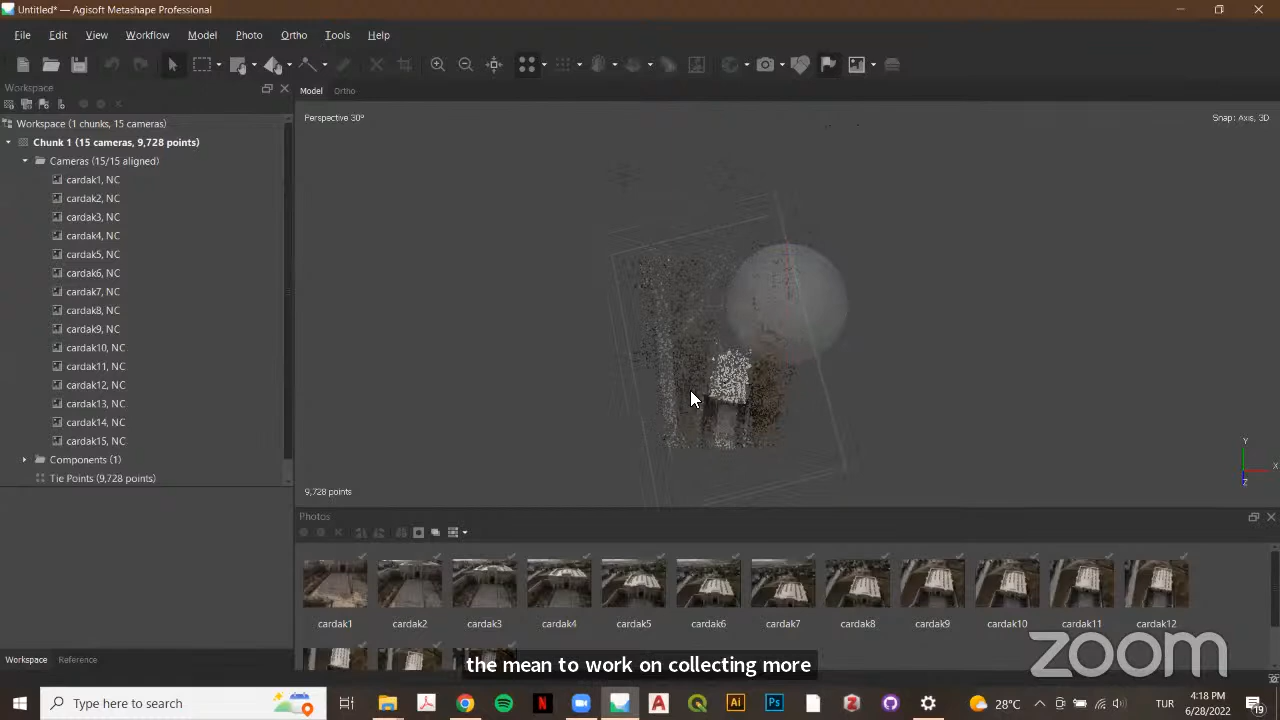 Untitled* — Agisoft Metashape Professional
File Edit View Workflow Model Photo Ortho Tools Help
Workspace
Model Ortho
Workspace (1 chunks, 15 cameras)
Perspective 30°
Snap: Axis, 3D
Chunk 1 (15 cameras, 9,728 points)
Cameras (15/15 aligned)
cardak1, NC
cardak2, NC
cardak3, NC
cardak4, NC
cardak5, NC
cardak6, NC
cardak7, NC
cardak8, NC
cardak9, NC
cardak10, NC
cardak11, NC
cardak12, NC
cardak13, NC
cardak14, NC
cardak15, NC
Components (1)
Tie Points (9,728 points)
Y
X
Z
9,728 points
Photos
cardak1 cardak2 cardak3 cardak4 cardak5 cardak6 cardak7 cardak8 cardak9 cardak10 cardak11 cardak12
Workspace Reference
the mean to work on collecting more
zoom
Type here to search
28°C
TUR
4:18 PM
6/28/2022
19